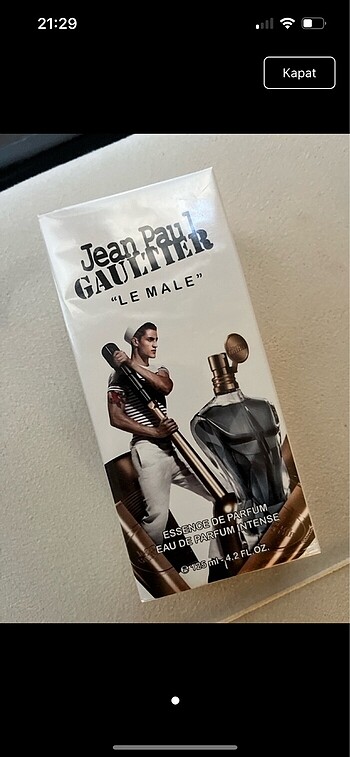 21:29
Kapat
Jean Paul
GAULTIER
"LE MALE"
ESSENCE DE PARFUM
EAU DE PARFUM INTENSE
℮ 125 ml - 4.2 FL OZ.